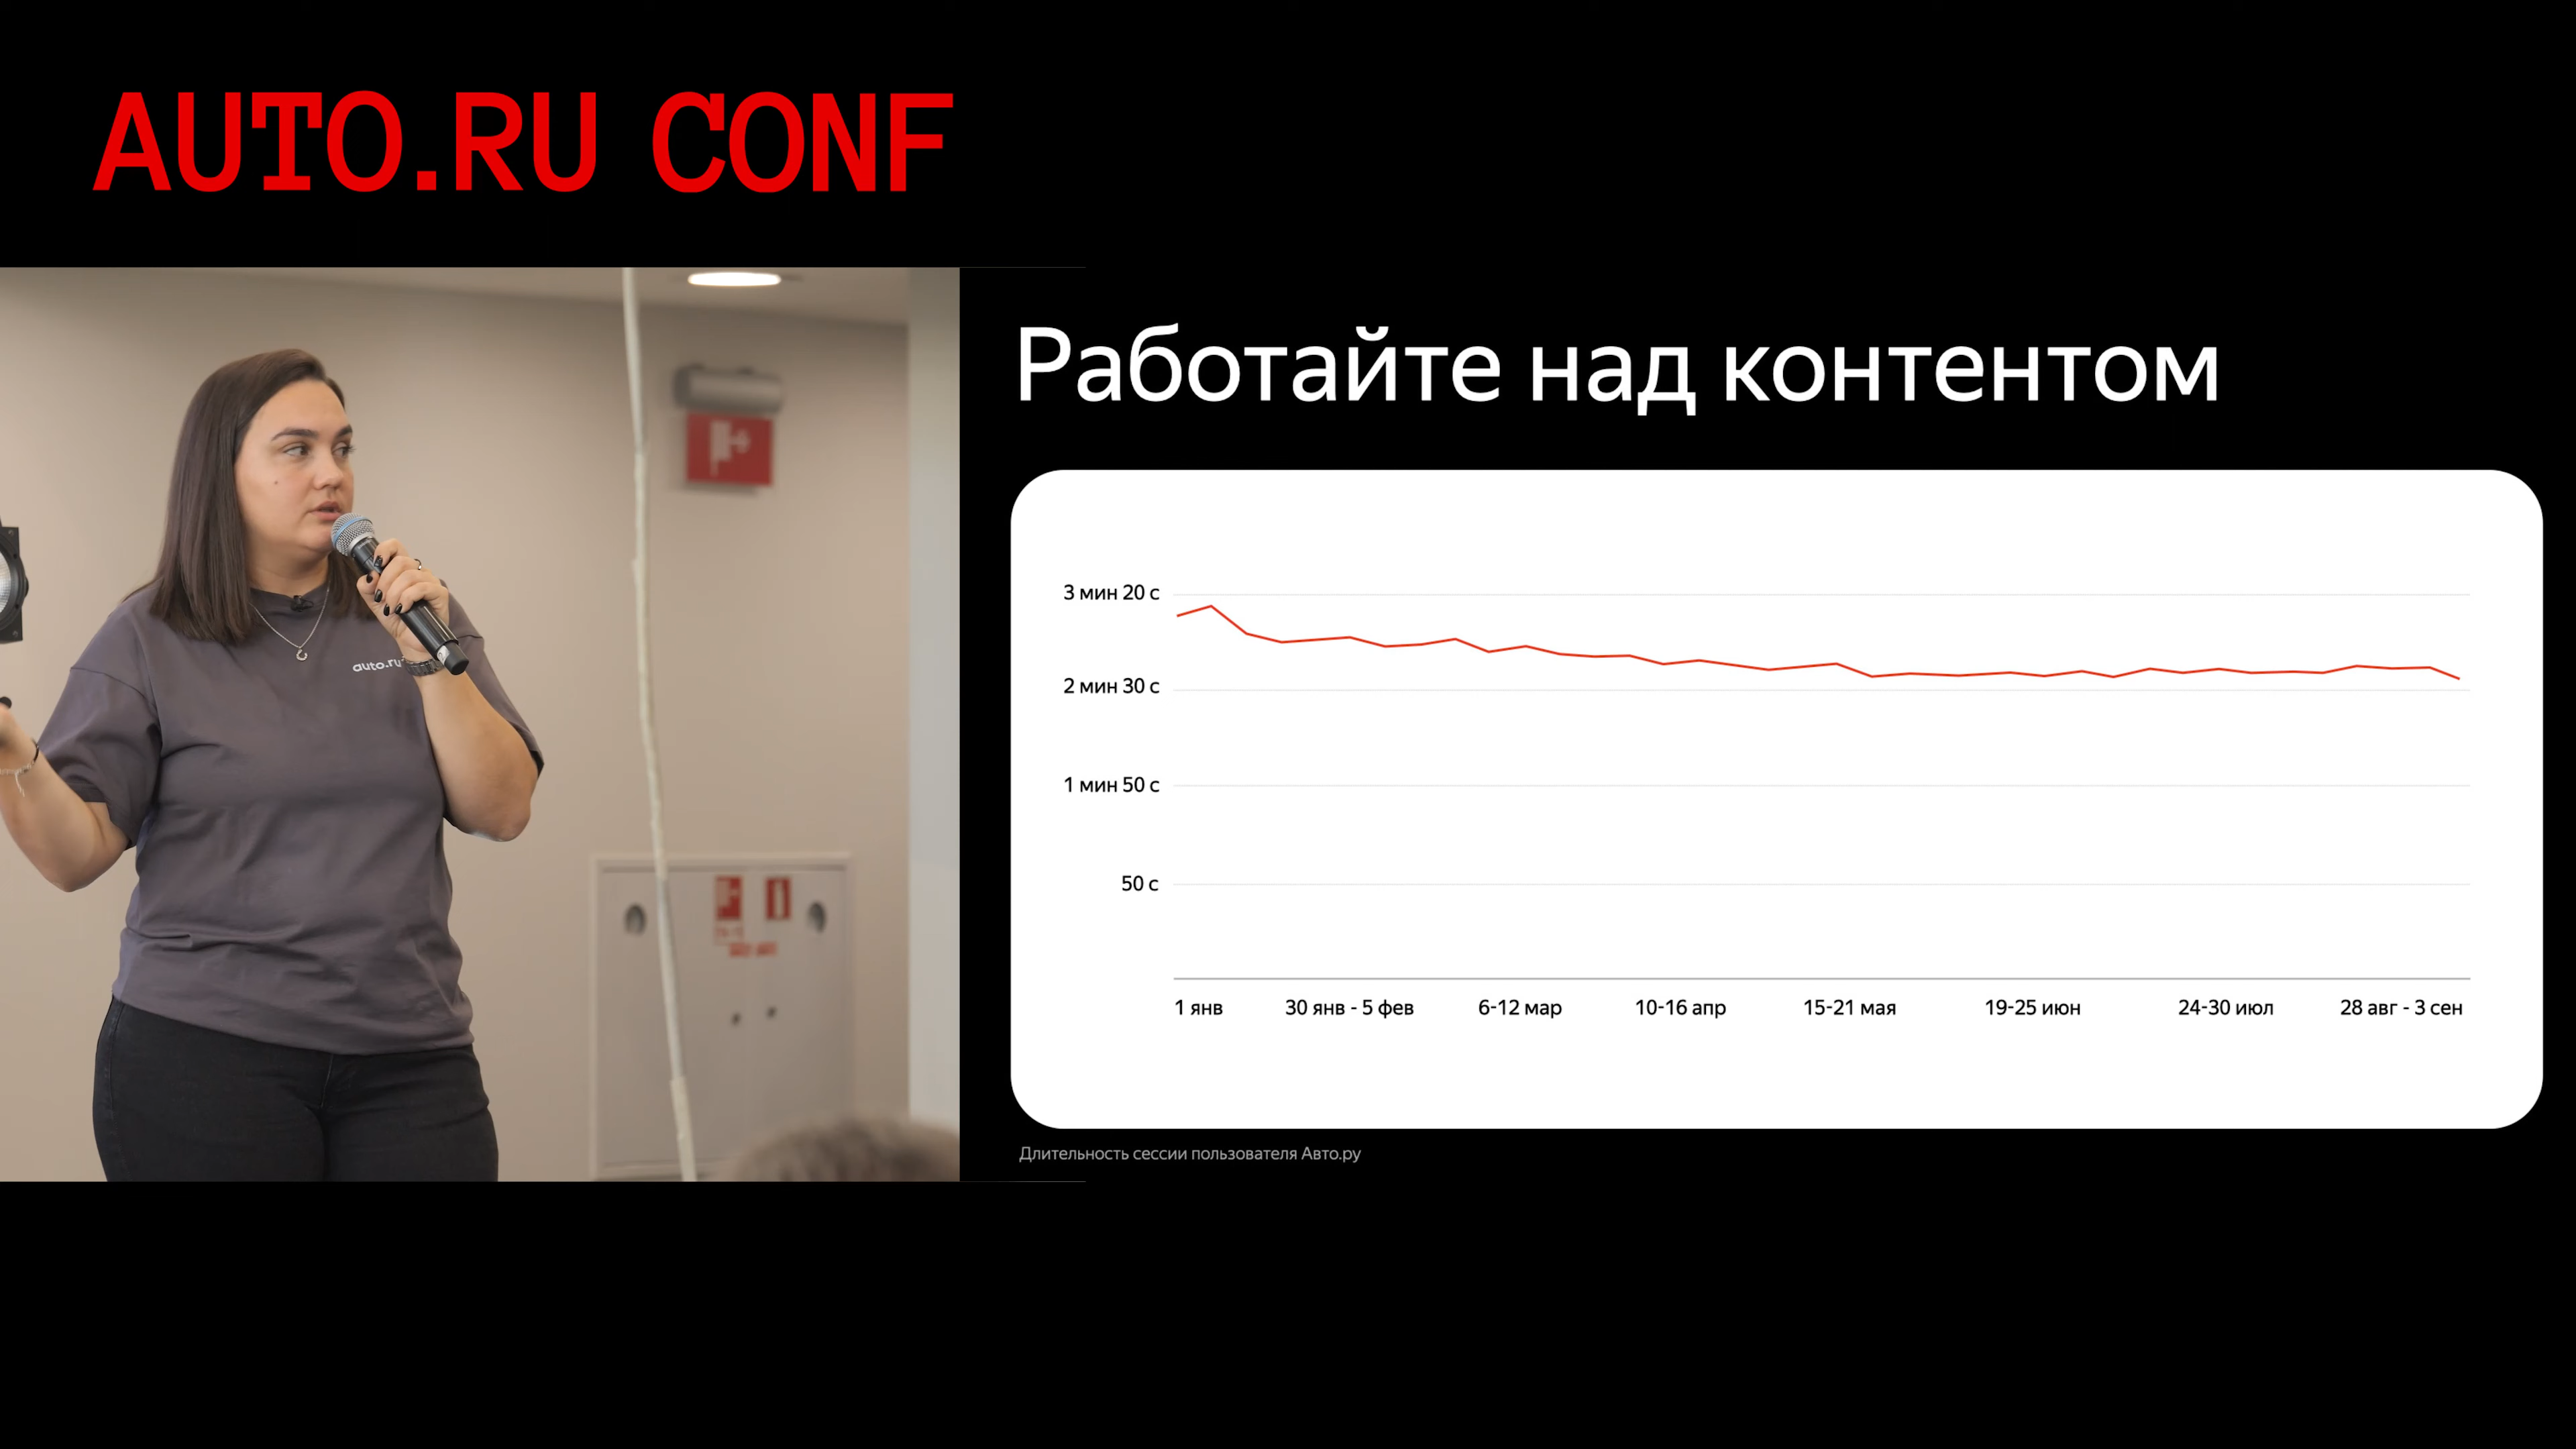 AUTO.RU CONF
auto.ru
Работайте над контентом
3 мин 20 с
2 мин 30 с
1 мин 50 с
50 с
1 янв
30 янв - 5 фев
6-12 мар
10-16 апр
15-21 мая
19-25 июн
24-30 июл
28 авг - 3 сен
Длительность сессии пользователя Авто.ру